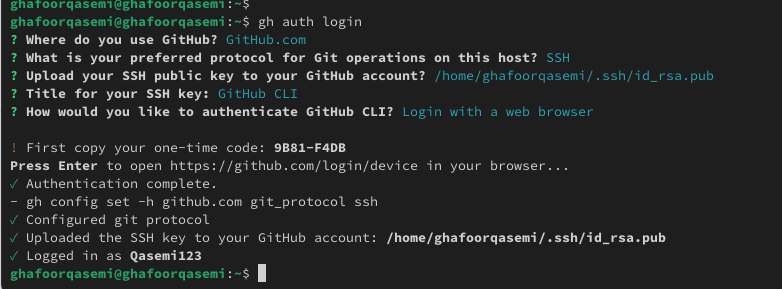 ghafoorqasemi@ghafoorqasemi:~$
ghafoorqasemi@ghafoorqasemi:~$ gh auth login
? Where do you use GitHub? GitHub.com
? What is your preferred protocol for Git operations on this host? SSH
? Upload your SSH public key to your GitHub account? /home/ghafoorqasemi/.ssh/id_rsa.pub
? Title for your SSH key: GitHub CLI
? How would you like to authenticate GitHub CLI? Login with a web browser
! First copy your one-time code: 9B81-F4DB
Press Enter to open https://github.com/login/device in your browser...
✓ Authentication complete.
- gh config set -h github.com git_protocol ssh
✓ Configured git protocol
✓ Uploaded the SSH key to your GitHub account: /home/ghafoorqasemi/.ssh/id_rsa.pub
✓ Logged in as Qasemi123
ghafoorqasemi@ghafoorqasemi:~$